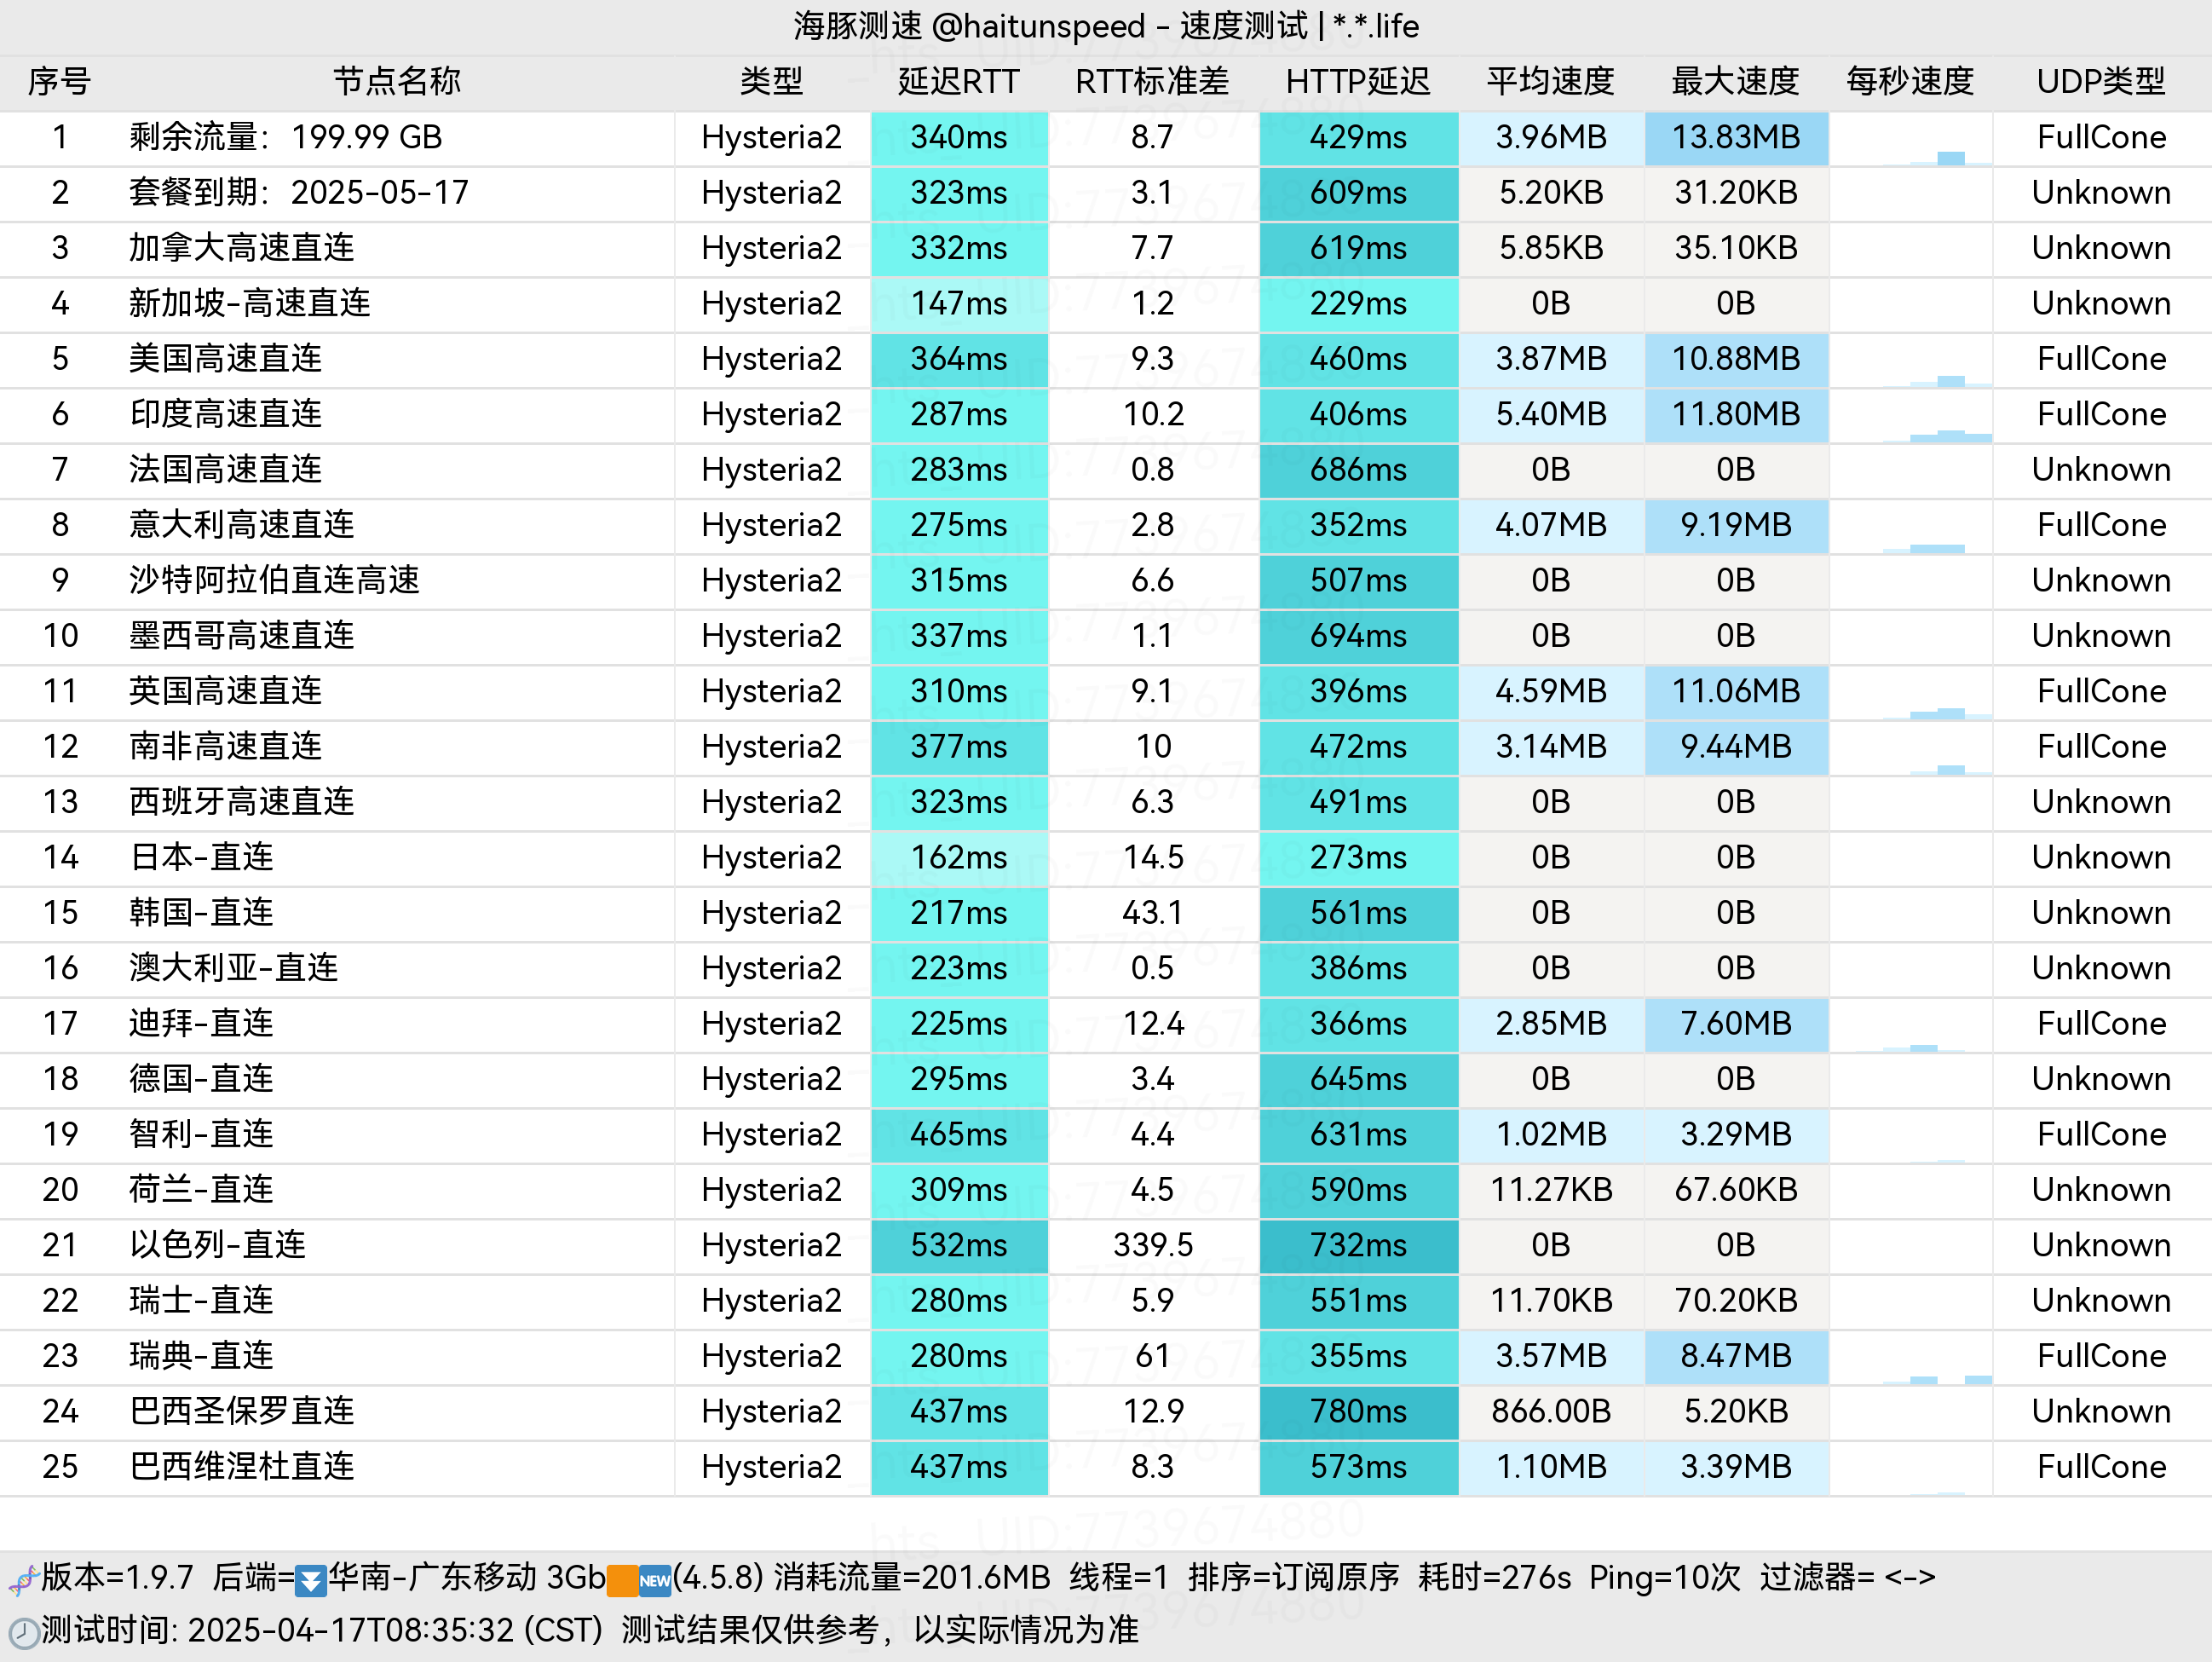 海豚测速 @haitunspeed - 速度测试 | *.*.life
序号 节点名称 类型 延迟RTT RTT标准差 HTTP延迟 平均速度 最大速度 每秒速度 UDP类型
1 剩余流量：199.99 GB Hysteria2 340ms 8.7 429ms 3.96MB 13.83MB FullCone
2 套餐到期：2025-05-17 Hysteria2 323ms 3.1 609ms 5.20KB 31.20KB Unknown
3 加拿大高速直连 Hysteria2 332ms 7.7 619ms 5.85KB 35.10KB Unknown
4 新加坡-高速直连 Hysteria2 147ms 1.2 229ms 0B 0B Unknown
5 美国高速直连 Hysteria2 364ms 9.3 460ms 3.87MB 10.88MB FullCone
6 印度高速直连 Hysteria2 287ms 10.2 406ms 5.40MB 11.80MB FullCone
7 法国高速直连 Hysteria2 283ms 0.8 686ms 0B 0B Unknown
8 意大利高速直连 Hysteria2 275ms 2.8 352ms 4.07MB 9.19MB FullCone
9 沙特阿拉伯直连高速 Hysteria2 315ms 6.6 507ms 0B 0B Unknown
10 墨西哥高速直连 Hysteria2 337ms 1.1 694ms 0B 0B Unknown
11 英国高速直连 Hysteria2 310ms 9.1 396ms 4.59MB 11.06MB FullCone
12 南非高速直连 Hysteria2 377ms 10 472ms 3.14MB 9.44MB FullCone
13 西班牙高速直连 Hysteria2 323ms 6.3 491ms 0B 0B Unknown
14 日本-直连 Hysteria2 162ms 14.5 273ms 0B 0B Unknown
15 韩国-直连 Hysteria2 217ms 43.1 561ms 0B 0B Unknown
16 澳大利亚-直连 Hysteria2 223ms 0.5 386ms 0B 0B Unknown
17 迪拜-直连 Hysteria2 225ms 12.4 366ms 2.85MB 7.60MB FullCone
18 德国-直连 Hysteria2 295ms 3.4 645ms 0B 0B Unknown
19 智利-直连 Hysteria2 465ms 4.4 631ms 1.02MB 3.29MB FullCone
20 荷兰-直连 Hysteria2 309ms 4.5 590ms 11.27KB 67.60KB Unknown
21 以色列-直连 Hysteria2 532ms 339.5 732ms 0B 0B Unknown
22 瑞士-直连 Hysteria2 280ms 5.9 551ms 11.70KB 70.20KB Unknown
23 瑞典-直连 Hysteria2 280ms 61 355ms 3.57MB 8.47MB FullCone
24 巴西圣保罗直连 Hysteria2 437ms 12.9 780ms 866.00B 5.20KB Unknown
25 巴西维涅杜直连 Hysteria2 437ms 8.3 573ms 1.10MB 3.39MB FullCone
版本=1.9.7 后端=华南-广东移动 3Gb NEW(4.5.8) 消耗流量=201.6MB 线程=1 排序=订阅原序 耗时=276s Ping=10次 过滤器= <->
测试时间: 2025-04-17T08:35:32 (CST) 测试结果仅供参考，以实际情况为准